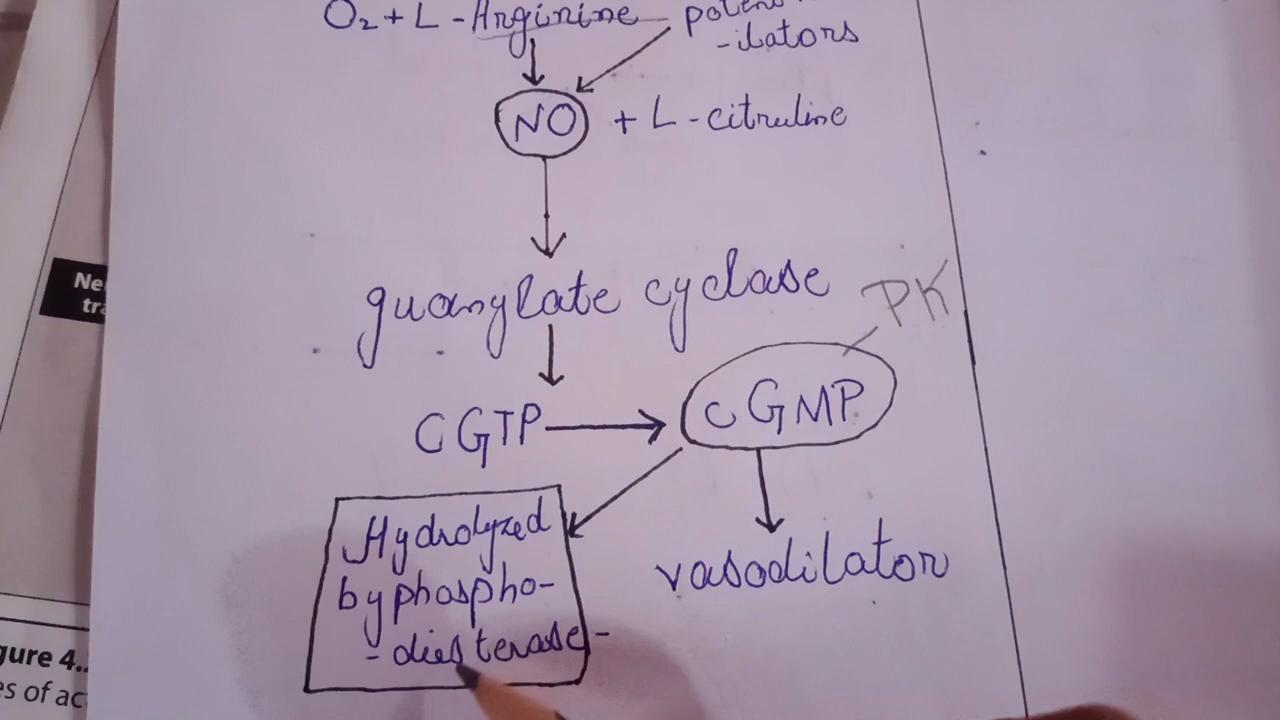 O₂ + L - Arginine
-ilators
NO + L - citruline
guanylate cyclase
PK
CGTP
cGMP
Hydrolyzed
by phospho-
- diesterase -
vasodilator
Ne
tra
gure 4..
es of ac